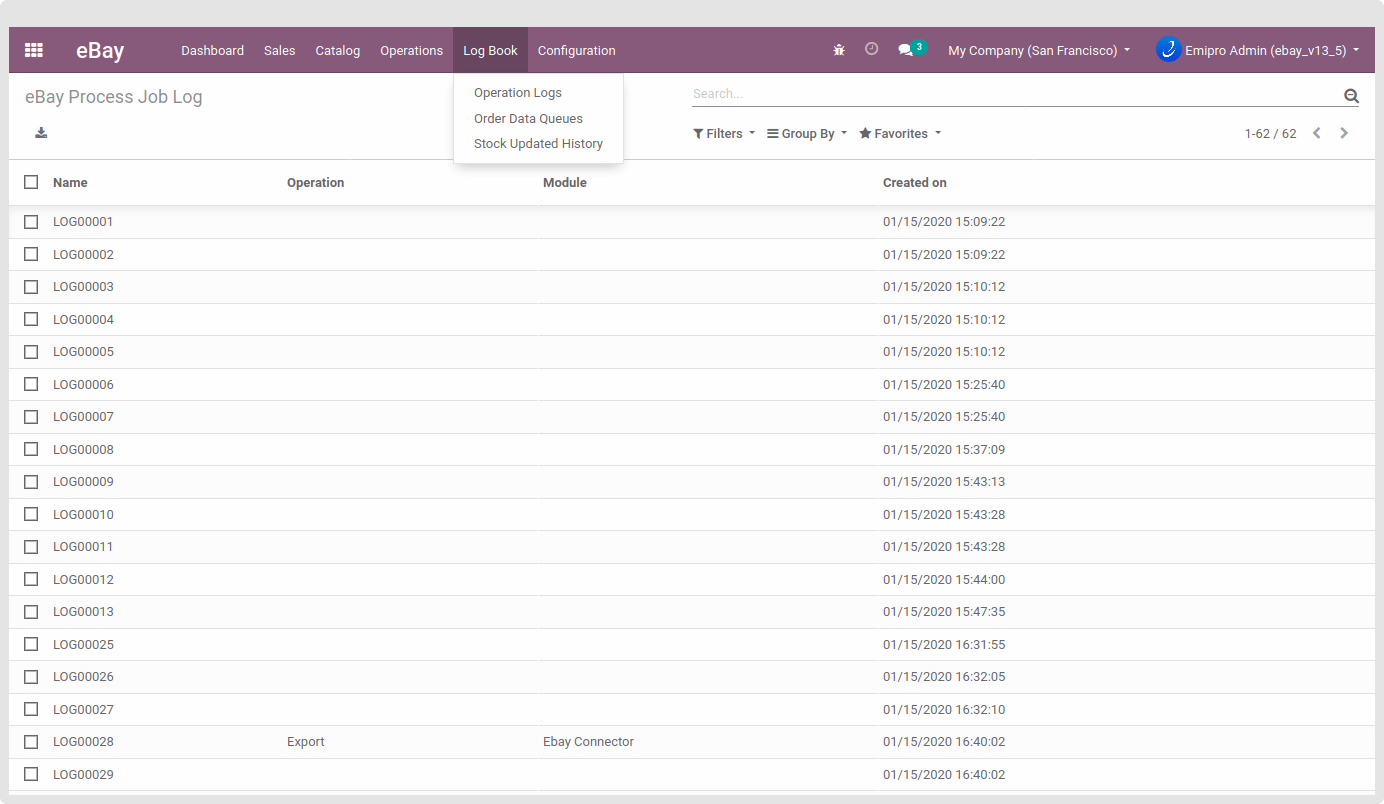 eBay Dashboard Sales Catalog Operations Log Book Configuration 3 My Company (San Francisco) Emipro Admin (ebay_v13_5)
eBay Process Job Log
Operation Logs
Order Data Queues
Stock Updated History
Search...
Filters Group By Favorites 1-62 / 62
Name Operation Module Created on
LOG00001 01/15/2020 15:09:22
LOG00002 01/15/2020 15:09:22
LOG00003 01/15/2020 15:10:12
LOG00004 01/15/2020 15:10:12
LOG00005 01/15/2020 15:10:12
LOG00006 01/15/2020 15:25:40
LOG00007 01/15/2020 15:25:40
LOG00008 01/15/2020 15:37:09
LOG00009 01/15/2020 15:43:13
LOG00010 01/15/2020 15:43:28
LOG00011 01/15/2020 15:43:28
LOG00012 01/15/2020 15:44:00
LOG00013 01/15/2020 15:47:35
LOG00025 01/15/2020 16:31:55
LOG00026 01/15/2020 16:32:05
LOG00027 01/15/2020 16:32:10
LOG00028 Export Ebay Connector 01/15/2020 16:40:02
LOG00029 01/15/2020 16:40:02